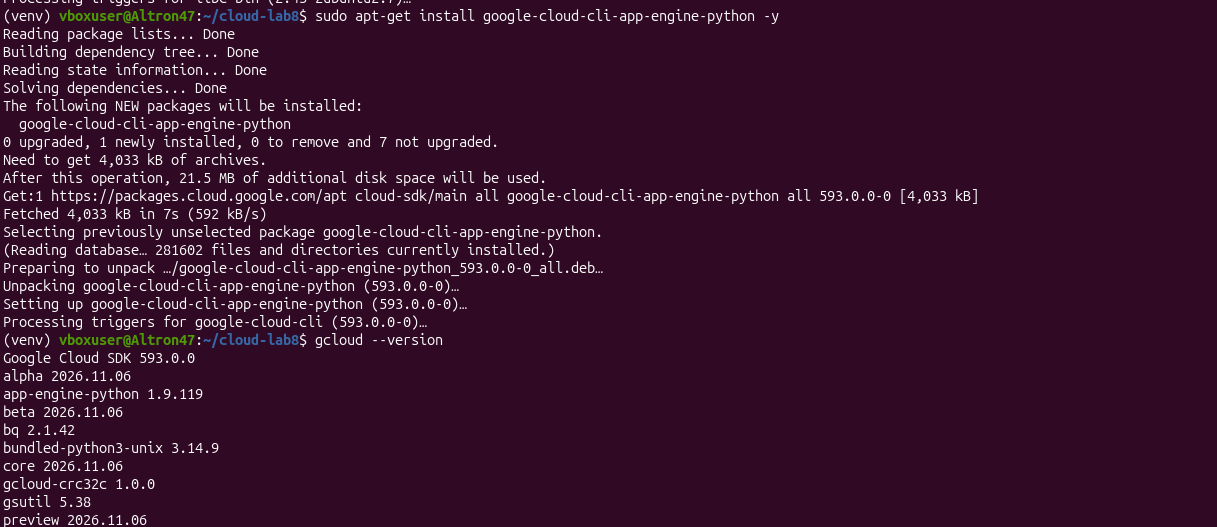 Processing triggers for libc-bin (2.43-2ubuntu2.7)…
(venv) vboxuser@Altron47:~/cloud-lab8$ sudo apt-get install google-cloud-cli-app-engine-python -y
Reading package lists... Done
Building dependency tree... Done
Reading state information... Done
Solving dependencies... Done
The following NEW packages will be installed:
  google-cloud-cli-app-engine-python
0 upgraded, 1 newly installed, 0 to remove and 7 not upgraded.
Need to get 4,033 kB of archives.
After this operation, 21.5 MB of additional disk space will be used.
Get:1 https://packages.cloud.google.com/apt cloud-sdk/main all google-cloud-cli-app-engine-python all 593.0.0-0 [4,033 kB]
Fetched 4,033 kB in 7s (592 kB/s)
Selecting previously unselected package google-cloud-cli-app-engine-python.
(Reading database… 281602 files and directories currently installed.)
Preparing to unpack …/google-cloud-cli-app-engine-python_593.0.0-0_all.deb…
Unpacking google-cloud-cli-app-engine-python (593.0.0-0)…
Setting up google-cloud-cli-app-engine-python (593.0.0-0)…
Processing triggers for google-cloud-cli (593.0.0-0)…
(venv) vboxuser@Altron47:~/cloud-lab8$ gcloud --version
Google Cloud SDK 593.0.0
alpha 2026.11.06
app-engine-python 1.9.119
beta 2026.11.06
bq 2.1.42
bundled-python3-unix 3.14.9
core 2026.11.06
gcloud-crc32c 1.0.0
gsutil 5.38
preview 2026.11.06